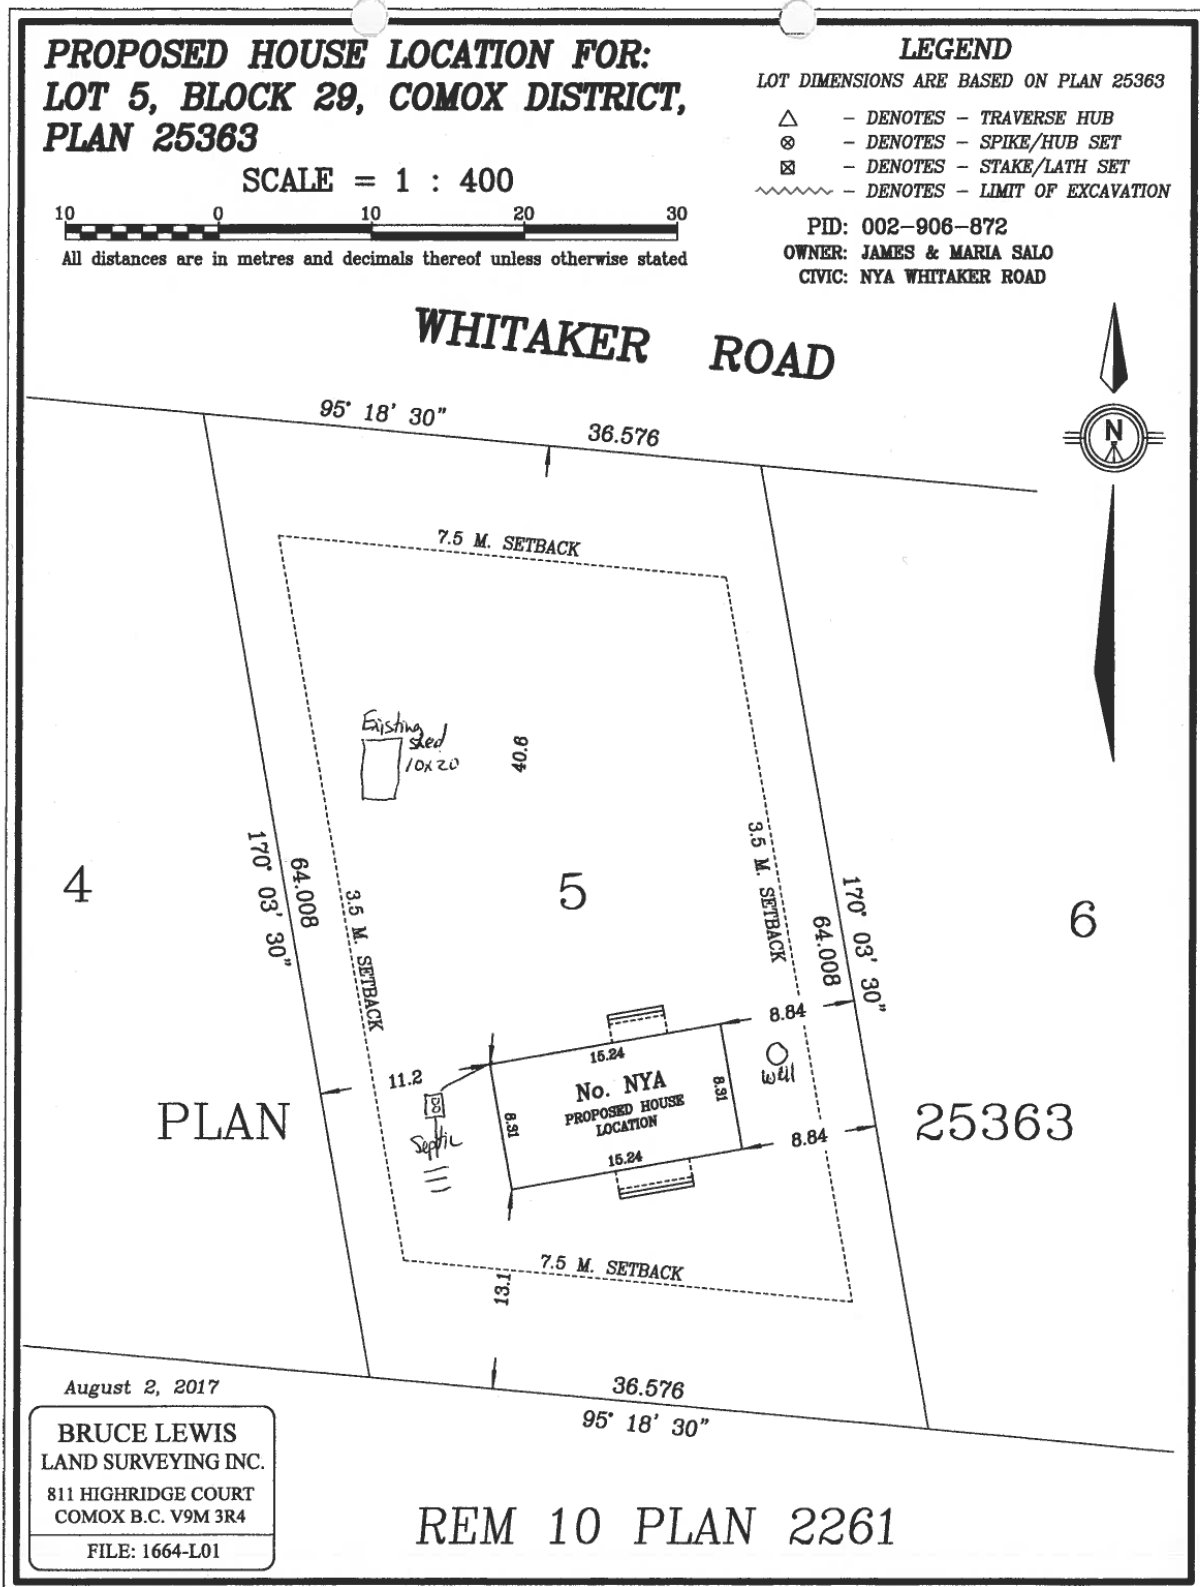 PROPOSED HOUSE LOCATION FOR:
LOT 5, BLOCK 29, COMOX DISTRICT,
PLAN 25363
SCALE = 1 : 400
10 0 10 20 30
All distances are in metres and decimals thereof unless otherwise stated
LEGEND
LOT DIMENSIONS ARE BASED ON PLAN 25363
- DENOTES - TRAVERSE HUB
- DENOTES - SPIKE/HUB SET
- DENOTES - STAKE/LATH SET
- DENOTES - LIMIT OF EXCAVATION
PID: 002-906-872
OWNER: JAMES & MARIA SALO
CIVIC: NYA WHITAKER ROAD
WHITAKER ROAD
N
95° 18' 30"
36.576
7.5 M. SETBACK
Existing
shed
10x20
40.6
170° 03' 30"
64.008
3.5 M. SETBACK
3.5 M. SETBACK
64.008
170° 03' 30"
4
5
6
8.84
11.2
15.24
No. NYA
PROPOSED HOUSE
LOCATION
8.31
8.31
well
Septic
15.24
8.84
PLAN
25363
7.5 M. SETBACK
13.1
36.576
95° 18' 30"
August 2, 2017
BRUCE LEWIS
LAND SURVEYING INC.
811 HIGHRIDGE COURT
COMOX B.C. V9M 3R4
FILE: 1664-L01
REM 10 PLAN 2261